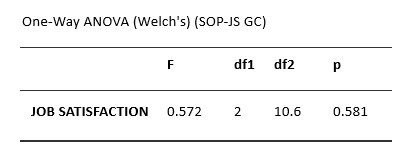 One-Way ANOVA (Welch's) (SOP-JS GC)
F df1 df2 p
JOB SATISFACTION 0.572 2 10.6 0.581